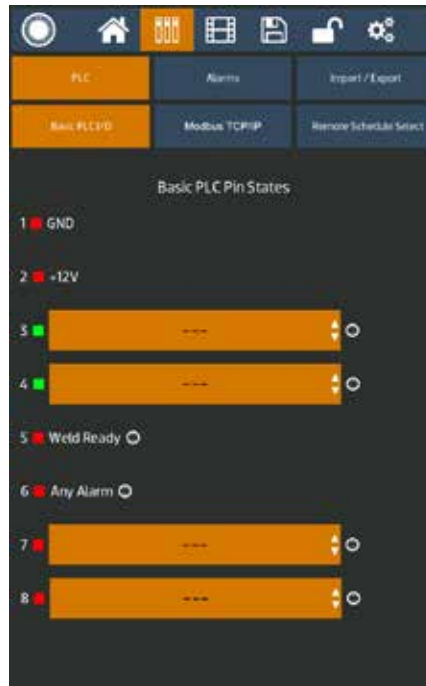 PLC Alarms Import / Export
Basic PLC I/O Modbus TCP/IP Remote Schedule Select
Basic PLC Pin States
1 GND
2 +12V
3 ---
4 ---
5 Weld Ready
6 Any Alarm
7 ---
8 ---